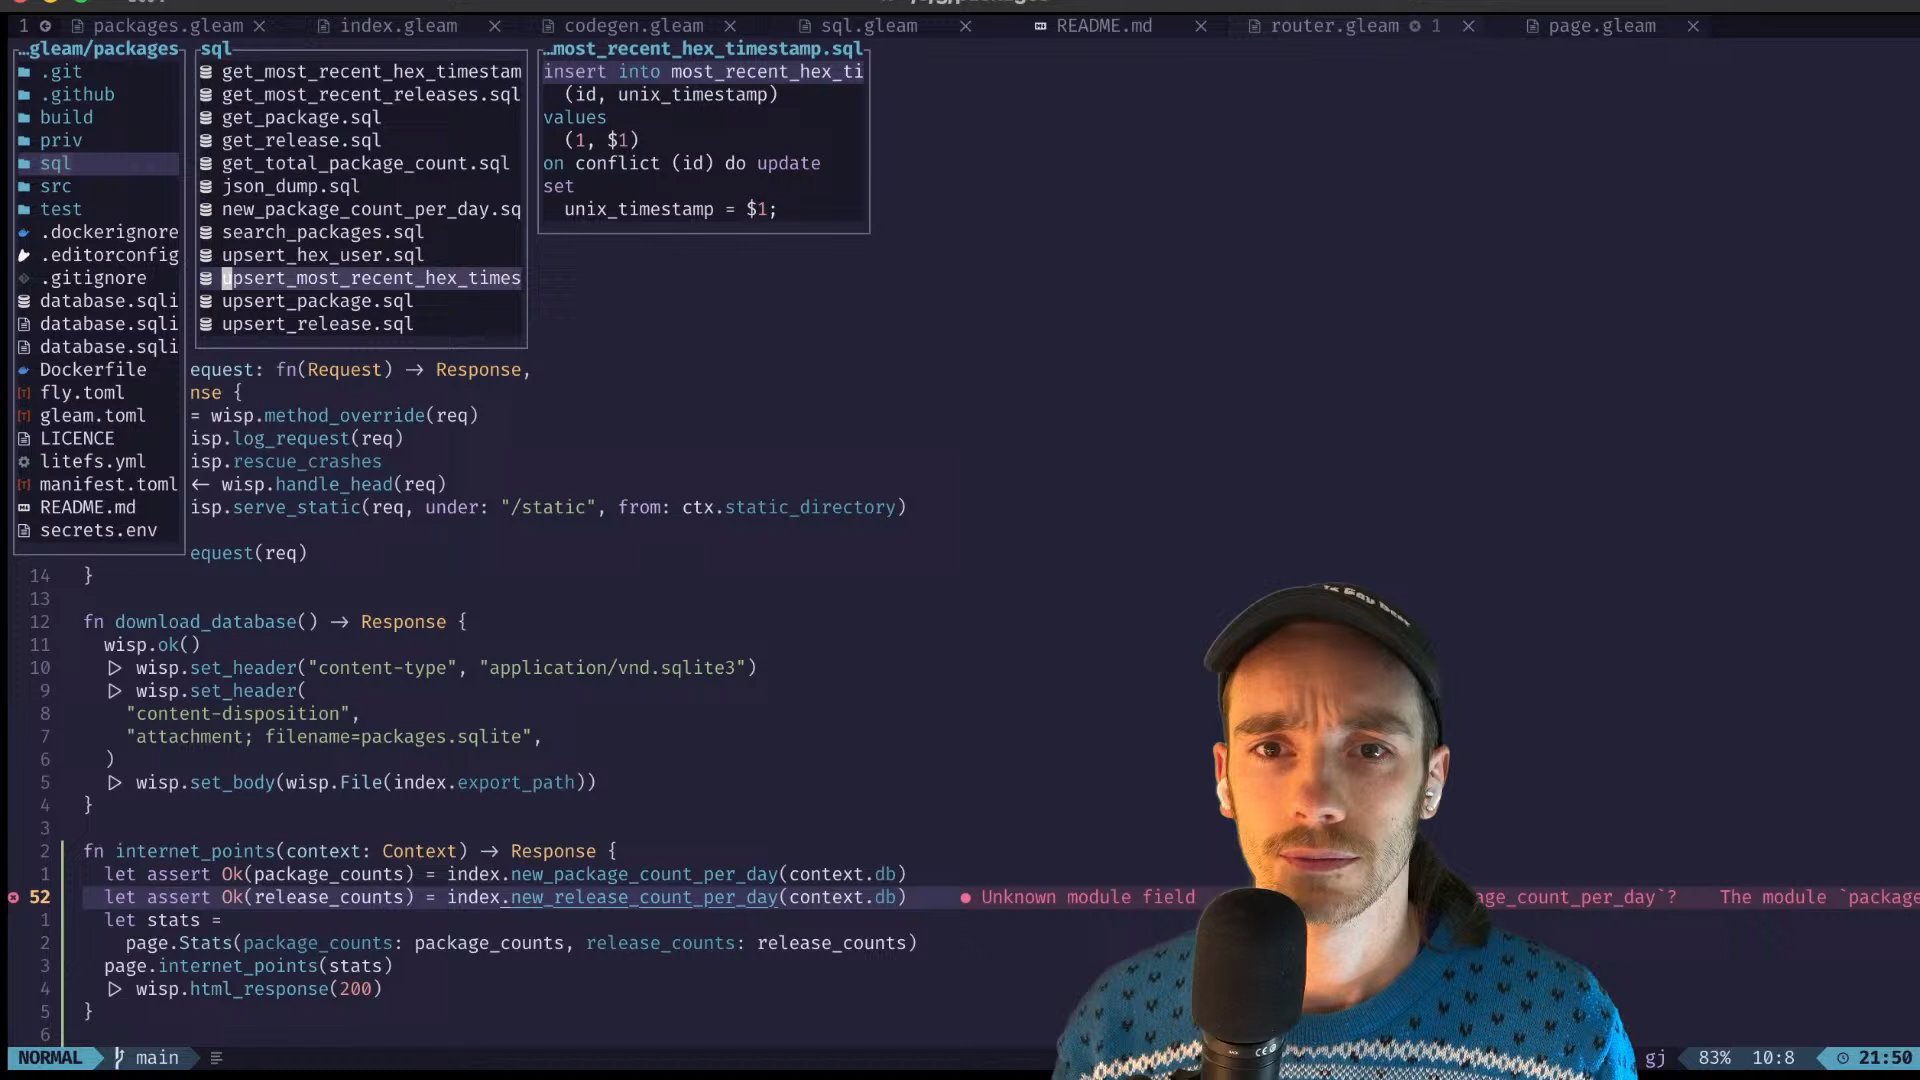 1 packages.gleam index.gleam codegen.gleam sql.gleam README.md router.gleam 1 page.gleam
…gleam/packages
.git
.github
build
priv
sql
src
test
.dockerignore
.editorconfig
.gitignore
database.sqli
database.sqli
database.sqli
Dockerfile
fly.toml
gleam.toml
LICENCE
litefs.yml
manifest.toml
README.md
secrets.env
sql
get_most_recent_hex_timestam
get_most_recent_releases.sql
get_package.sql
get_release.sql
get_total_package_count.sql
json_dump.sql
new_package_count_per_day.sq
search_packages.sql
upsert_hex_user.sql
upsert_most_recent_hex_times
upsert_package.sql
upsert_release.sql
…most_recent_hex_timestamp.sql
insert into most_recent_hex_ti
(id, unix_timestamp)
values
(1, $1)
on conflict (id) do update
set
unix_timestamp = $1;
equest: fn(Request) -> Response,
nse {
= wisp.method_override(req)
isp.log_request(req)
isp.rescue_crashes
<- wisp.handle_head(req)
isp.serve_static(req, under: "/static", from: ctx.static_directory)
equest(req)
14 }
13
12 fn download_database() -> Response {
11 wisp.ok()
10 |> wisp.set_header("content-type", "application/vnd.sqlite3")
9 |> wisp.set_header(
8 "content-disposition",
7 "attachment; filename=packages.sqlite",
6 )
5 |> wisp.set_body(wisp.File(index.export_path))
4 }
3
2 fn internet_points(context: Context) -> Response {
1 let assert Ok(package_counts) = index.new_package_count_per_day(context.db)
52 let assert Ok(release_counts) = index.new_release_count_per_day(context.db) ● Unknown module field age_count_per_day`? The module `package
1 let stats =
2 page.Stats(package_counts: package_counts, release_counts: release_counts)
3 page.internet_points(stats)
4 |> wisp.html_response(200)
5 }
6
NORMAL main gj 83% 10:8 21:50